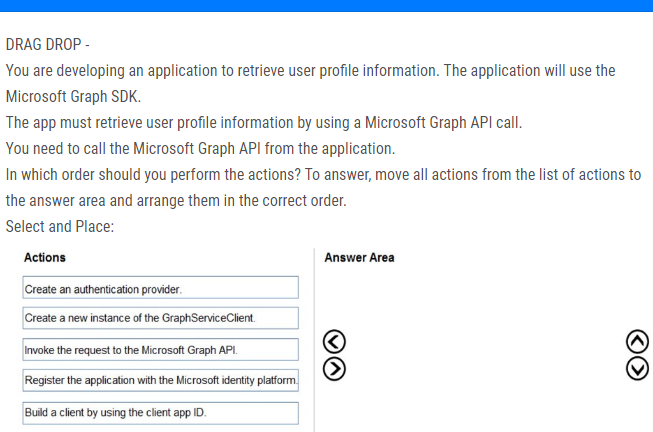 DRAG DROP -
You are developing an application to retrieve user profile information. The application will use the
Microsoft Graph SDK.
The app must retrieve user profile information by using a Microsoft Graph API call.
You need to call the Microsoft Graph API from the application.
In which order should you perform the actions? To answer, move all actions from the list of actions to
the answer area and arrange them in the correct order.
Select and Place:
Actions
Answer Area
Create an authentication provider.
Create a new instance of the GraphServiceClient.
Invoke the request to the Microsoft Graph API.
Register the application with the Microsoft identity platform.
Build a client by using the client app ID.